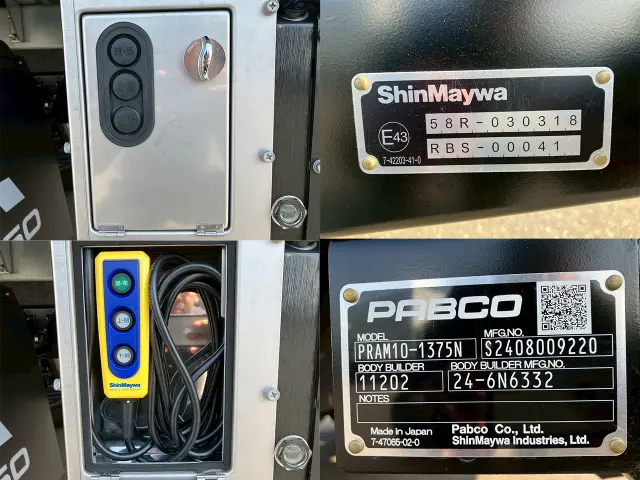 ShinMaywa
58R-030318
E43
RBS-00041
7-42203-41-0
ShinMaywa
PABCO
MODEL
MFG.NO.
PRAM10-1375N
S2408009220
BODY BUILDER
BODY BUILDER MFG.NO.
11202
24-6N6332
NOTES
Made in Japan
Pabco Co., Ltd.
7-47065-02-0
ShinMaywa Industries, Ltd.